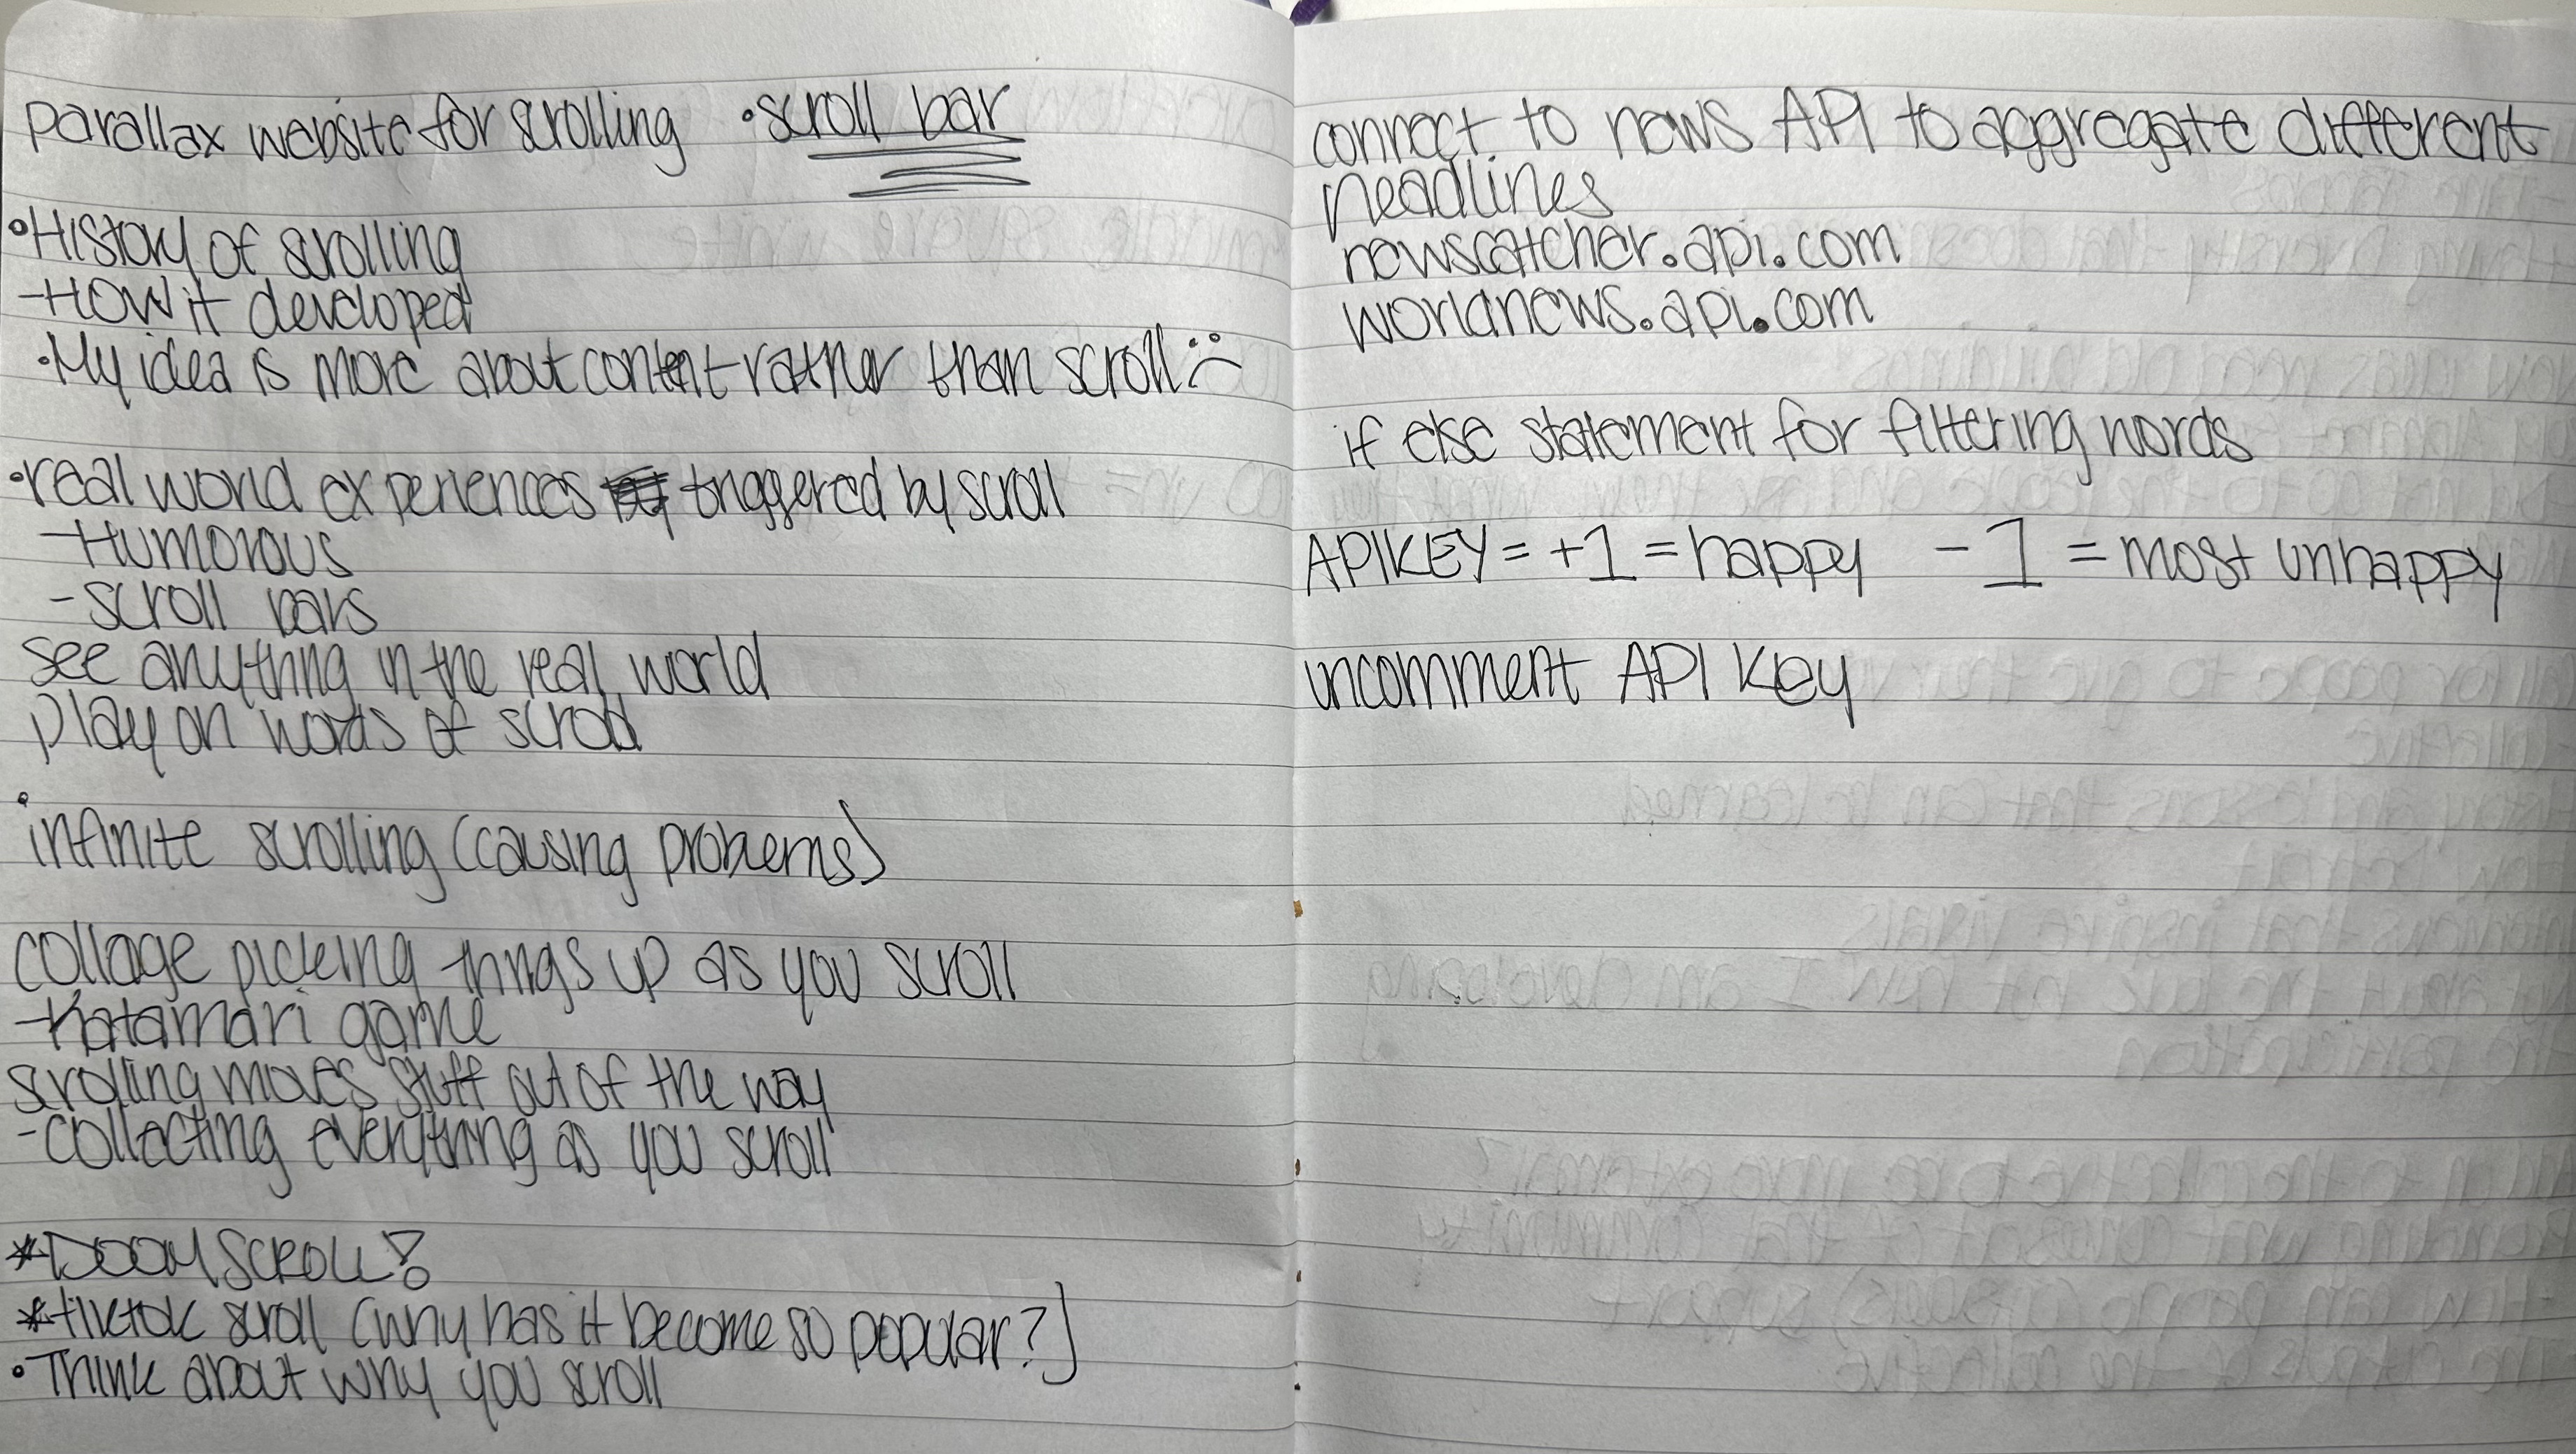 parallax website for scrolling •scroll bar
•History of scrolling
-How it developed
•My idea is more about content rather than scroll :(
•real world experiences triggered by scroll
-Humorous
-scroll bars
see anything in the real world
play on words of scroll
•infinite scrolling (causing problems)
collage picking things up as you scroll
-Katamari game
scrolling moves stuff out of the way
-collecting everything as you scroll
*DOOMSCROLL!
*tiktok scroll (why has it become so popular?)
•Think about why you scroll
connect to news API to aggregate different
headlines
newscatcher.api.com
worldnews.api.com
if else statement for filtering words
APIKEY = +1 = happy -1 = most unhappy
uncomment API Key